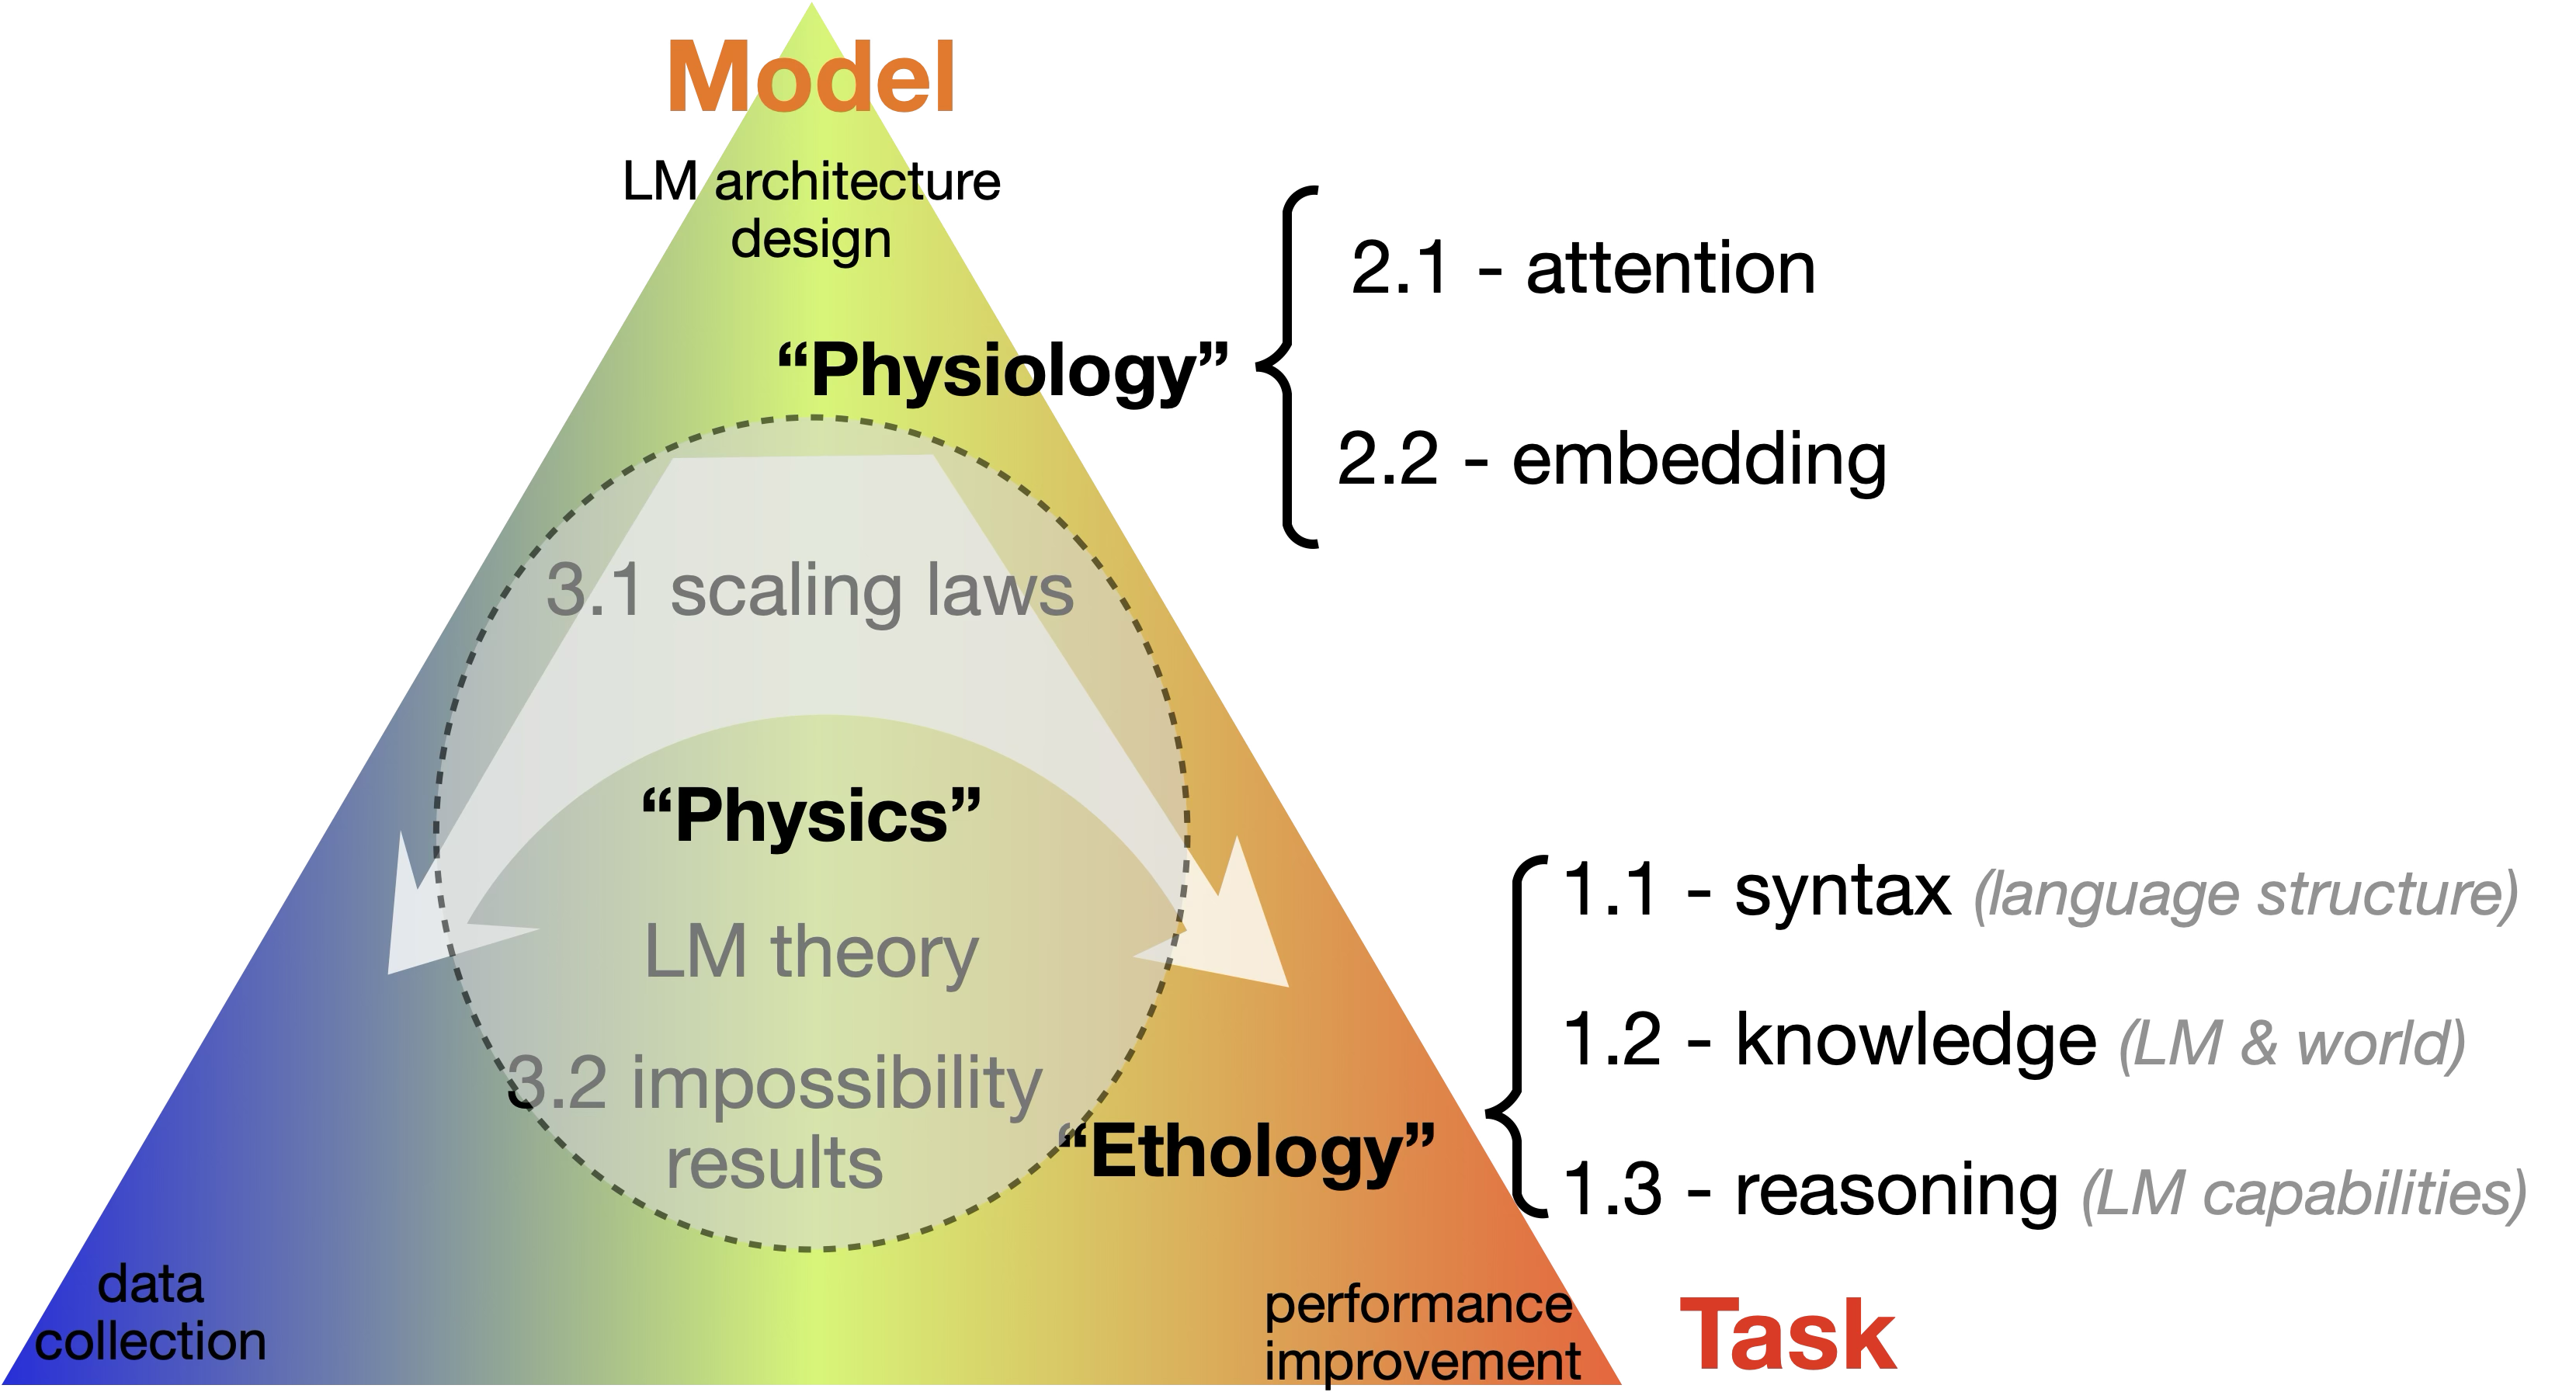 Model
LM architecture
design
“Physiology”
2.1 - attention
2.2 - embedding
3.1 scaling laws
“Physics”
LM theory
3.2 impossibility
results
“Ethology”
1.1 - syntax (language structure)
1.2 - knowledge (LM & world)
1.3 - reasoning (LM capabilities)
data
collection
performance
improvement
Task